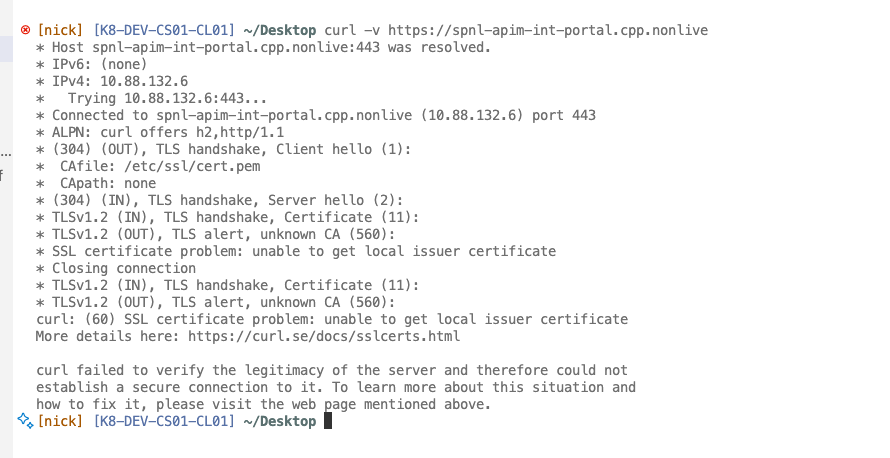 [nick] [K8-DEV-CS01-CL01] ~/Desktop curl -v https://spnl-apim-int-portal.cpp.nonlive
* Host spnl-apim-int-portal.cpp.nonlive:443 was resolved.
* IPv6: (none)
* IPv4: 10.88.132.6
*   Trying 10.88.132.6:443...
* Connected to spnl-apim-int-portal.cpp.nonlive (10.88.132.6) port 443
* ALPN: curl offers h2,http/1.1
* (304) (OUT), TLS handshake, Client hello (1):
*  CAfile: /etc/ssl/cert.pem
*  CApath: none
* (304) (IN), TLS handshake, Server hello (2):
* TLSv1.2 (IN), TLS handshake, Certificate (11):
* TLSv1.2 (OUT), TLS alert, unknown CA (560):
* SSL certificate problem: unable to get local issuer certificate
* Closing connection
* TLSv1.2 (IN), TLS handshake, Certificate (11):
* TLSv1.2 (OUT), TLS alert, unknown CA (560):
curl: (60) SSL certificate problem: unable to get local issuer certificate
More details here: https://curl.se/docs/sslcerts.html

curl failed to verify the legitimacy of the server and therefore could not
establish a secure connection to it. To learn more about this situation and
how to fix it, please visit the web page mentioned above.
[nick] [K8-DEV-CS01-CL01] ~/Desktop